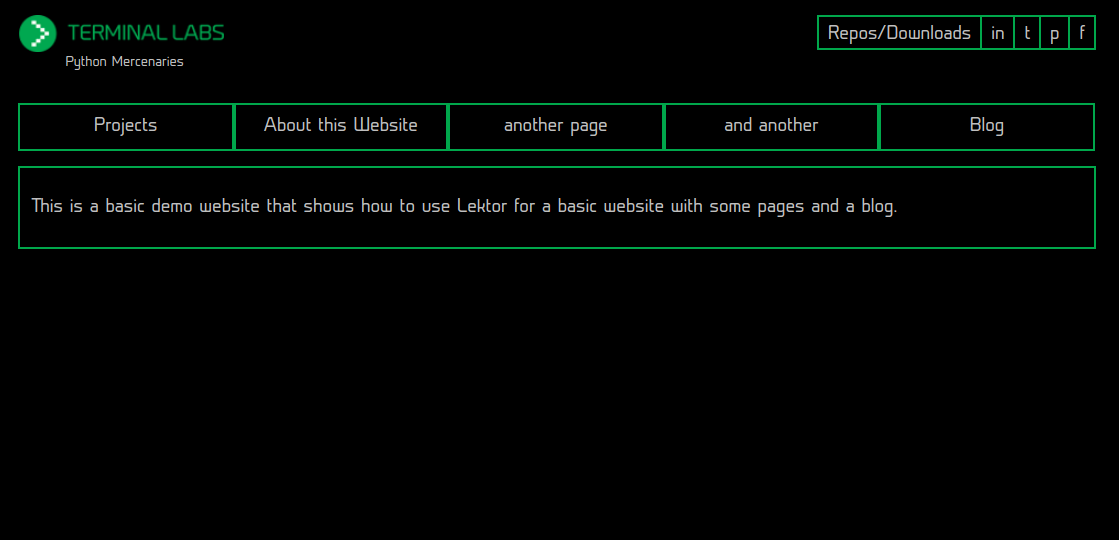 TERMINAL LABS
Python Mercenaries
Repos/Downloads in t p f
Projects About this Website another page and another Blog
This is a basic demo website that shows how to use Lektor for a basic website with some pages and a blog.